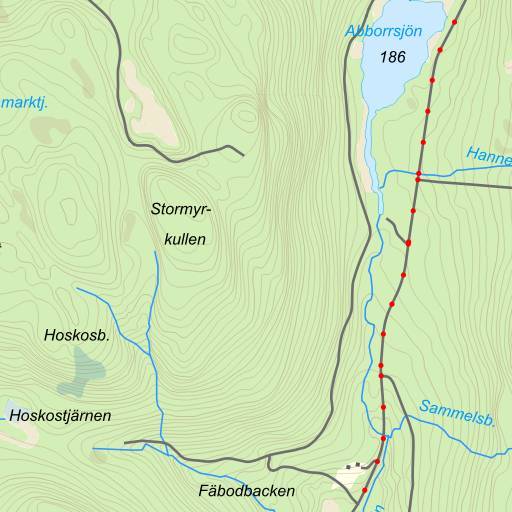 Abborrsjön
186
marktj.
Hanne
Stormyr-
kullen
Hoskosb.
Hoskostjärnen
Sammelsb.
Fäbodbacken